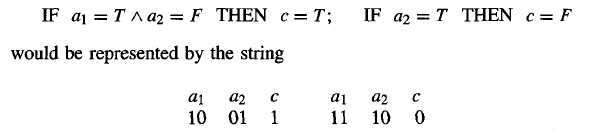 IF a₁ = T ∧ a₂ = F THEN c = T; IF a₂ = T THEN c = F
would be represented by the string
a₁ a₂ c a₁ a₂ c
10 01 1 11 10 0